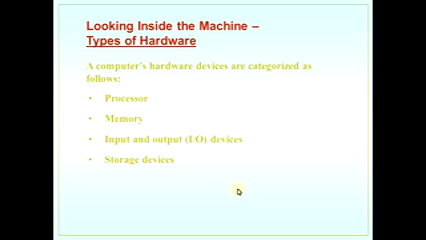 Looking Inside the Machine –
Types of Hardware
A computer's hardware devices are categorized as
follows:
• Processor
• Memory
• Input and output (I/O) devices
• Storage devices